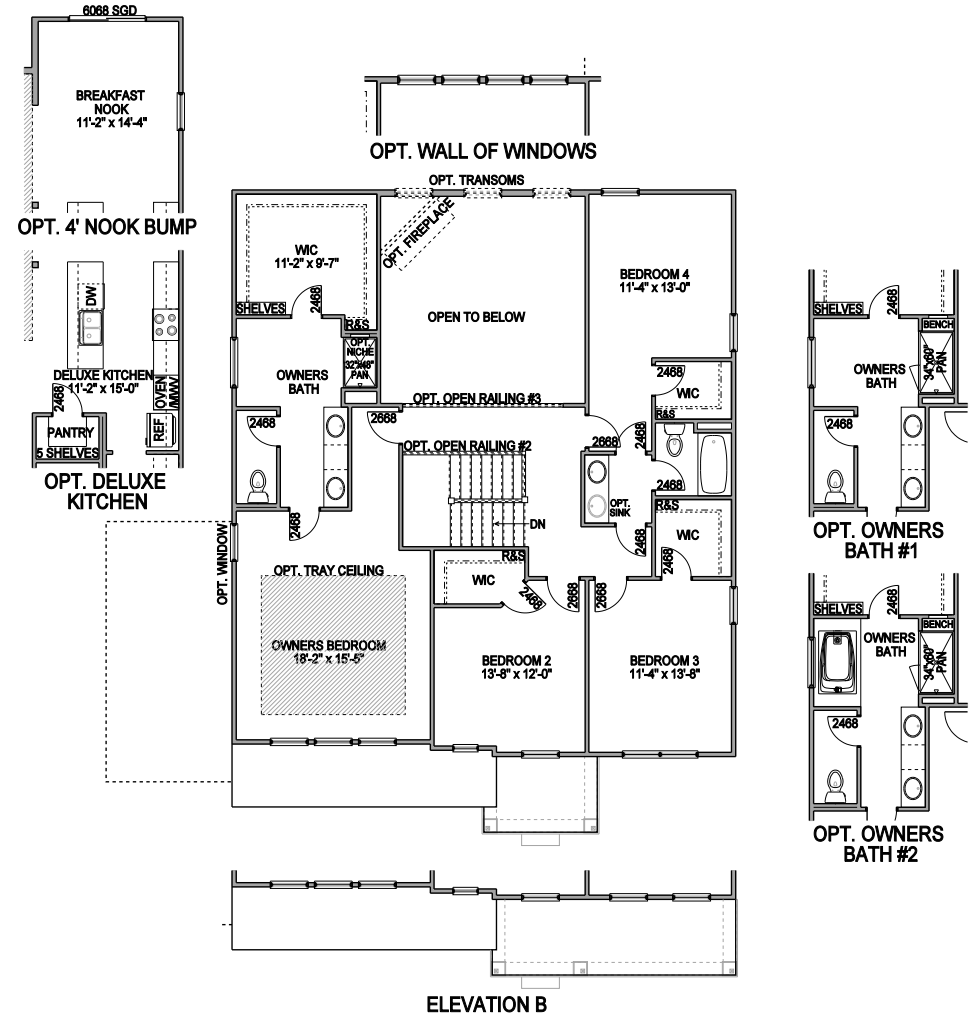 6068 SGD
BREAKFAST
NOOK
11'-2" x 14'-4"
OPT. 4' NOOK BUMP
DW
DELUXE KITCHEN
11'-2" x 15'-0"
2468
OVEN
/MWV
REF
PANTRY
5 SHELVES
OPT. DELUXE
KITCHEN
OPT. WALL OF WINDOWS
OPT. TRANSOMS
OPT. FIREPLACE
WIC
11'-2" x 9'-7"
2468
SHELVES
R&S
OPT.
NICHE
32"x48"
PAN
OWNERS
BATH
2468
2468
OPEN TO BELOW
BEDROOM 4
11'-4" x 13'-0"
2468
WIC
R&S
OPT. OPEN RAILING #3
2668
OPT. OPEN RAILING #2
2668
2468
2468
OPT.
SINK
DN
R&S
WIC
2468
2468
R&S
WIC
2468
2668
2668
OPT. WINDOW
OPT. TRAY CEILING
OWNERS BEDROOM
18'-2" x 15'-5"
BEDROOM 2
13'-8" x 12'-0"
BEDROOM 3
11'-4" x 13'-8"
SHELVES
2468
BENCH
34"x60"
PAN
OWNERS
BATH
2468
OPT. OWNERS
BATH #1
SHELVES
2468
BENCH
OWNERS
BATH
34"x60"
PAN
2468
OPT. OWNERS
BATH #2
ELEVATION B